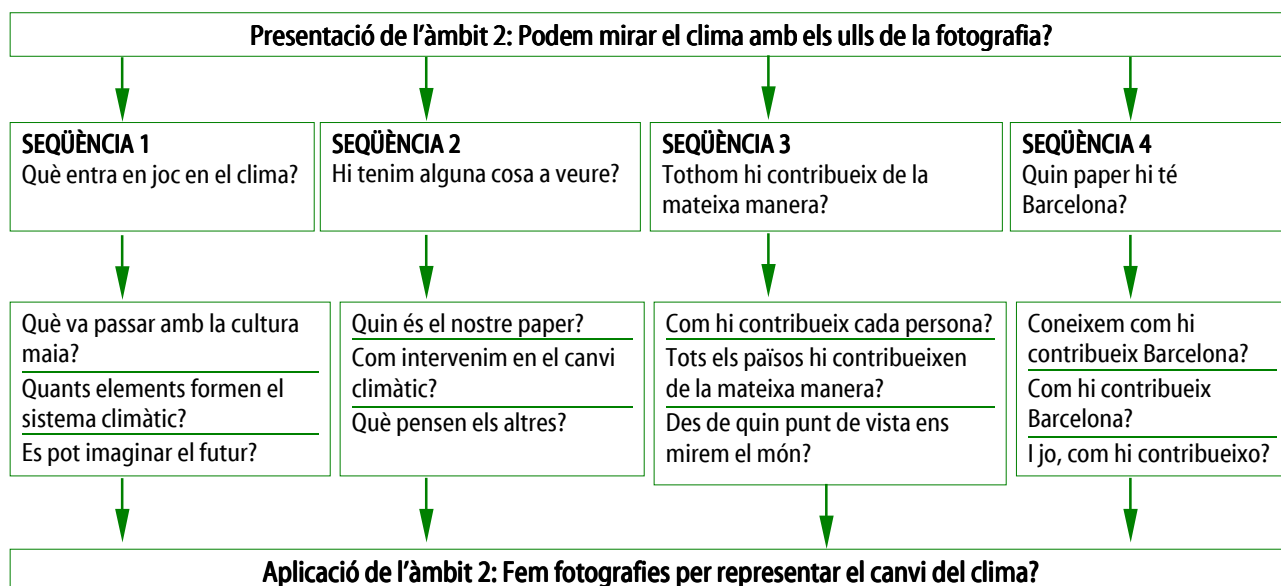 Presentació de l'àmbit 2: Podem mirar el clima amb els ulls de la fotografia?
SEQÜÈNCIA 1
Què entra en joc en el clima?
SEQÜÈNCIA 2
Hi tenim alguna cosa a veure?
SEQÜÈNCIA 3
Tothom hi contribueix de la
mateixa manera?
SEQÜÈNCIA 4
Quin paper hi té
Barcelona?
Què va passar amb la cultura
maia?
Quants elements formen el
sistema climàtic?
Es pot imaginar el futur?
Quin és el nostre paper?
Com intervenim en el canvi
climàtic?
Què pensen els altres?
Com hi contribueix cada persona?
Tots els països hi contribueixen
de la mateixa manera?
Des de quin punt de vista ens
mirem el món?
Coneixem com hi
contribueix Barcelona?
Com hi contribueix
Barcelona?
I jo, com hi contribueixo?
Aplicació de l'àmbit 2: Fem fotografies per representar el canvi del clima?